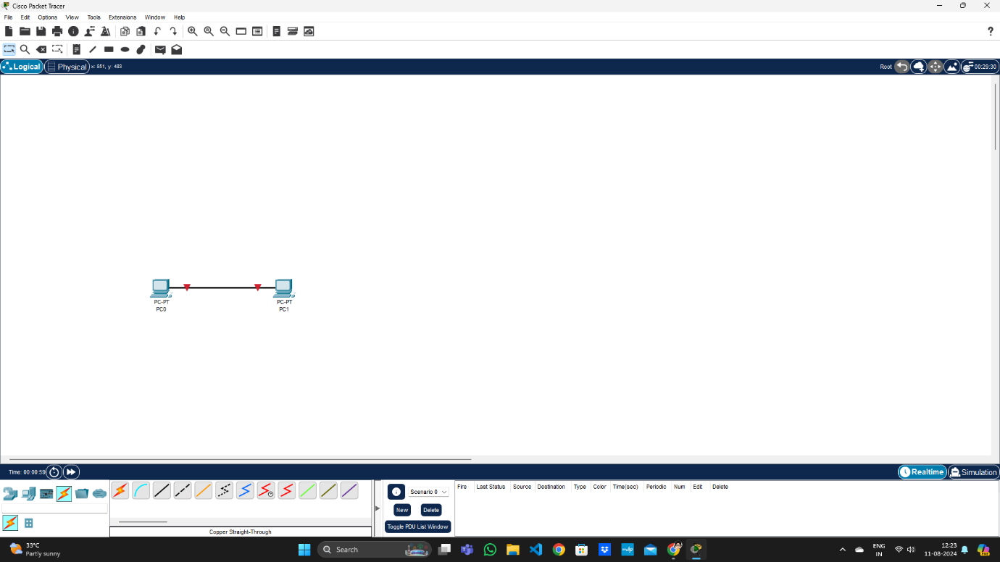 Cisco Packet Tracer
File Edit Options View Tools Extensions Window Help
Logical Physical x: 851, y: 483 Root 00:29:30
PC-PT
PC0
PC-PT
PC1
Time: 00:00:59 Realtime Simulation
Scenario 0
New Delete
Toggle PDU List Window
Fire Last Status Source Destination Type Color Time(sec) Periodic Num Edit Delete
Copper Straight-Through
33°C
Partly sunny
Search
ENG
IN
12:23
11-08-2024